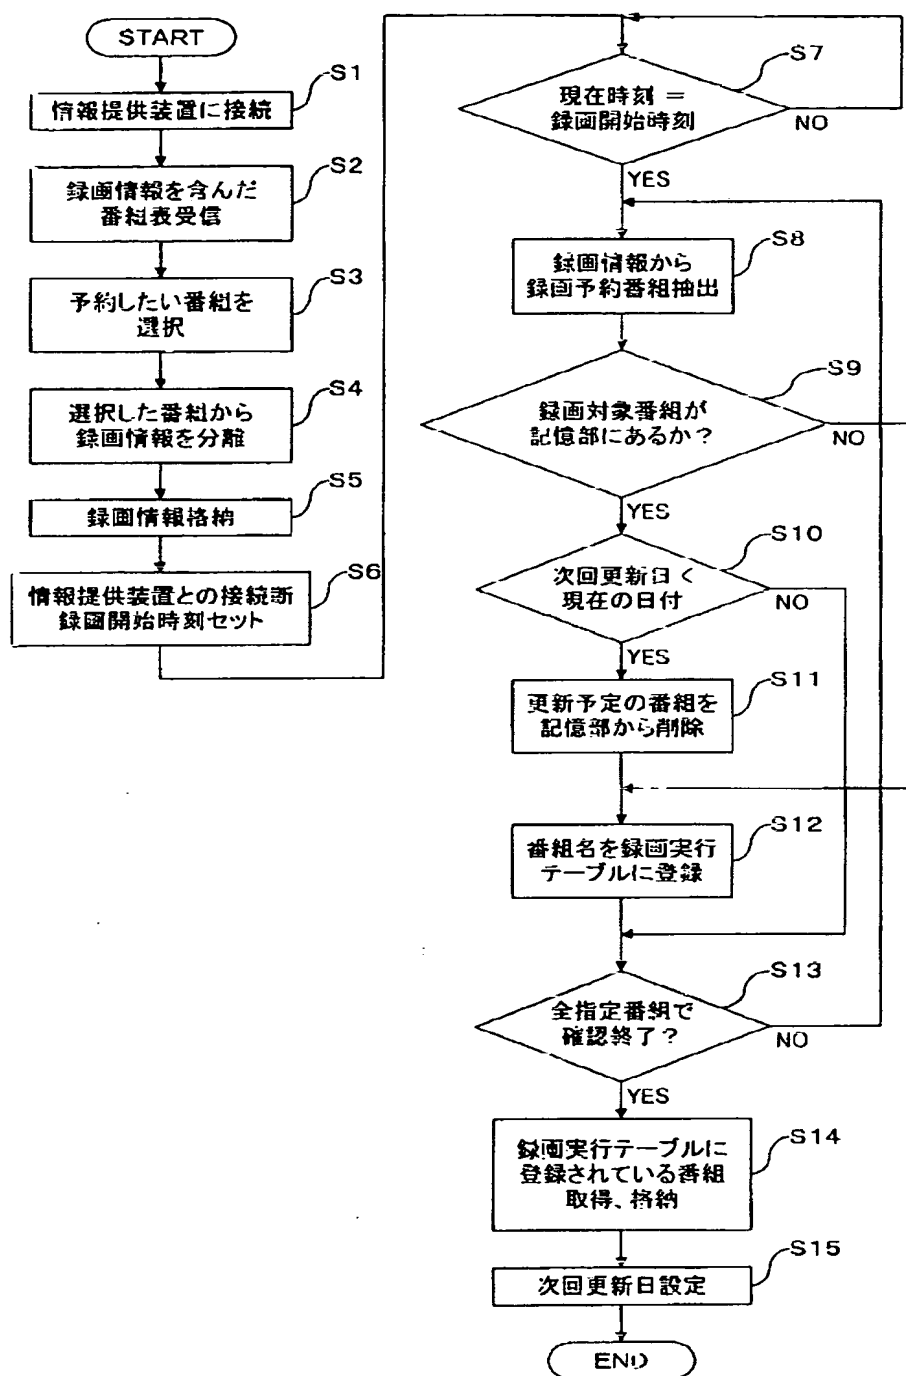 START
S1
情報提供装置に接続
S2
録画情報を含んだ
番組表受信
S3
予約したい番組を
選択
S4
選択した番組から
録画情報を分離
S5
録画情報格納
S6
情報提供装置との接続断
録画開始時刻セット
S7
現在時刻 =
録画開始時刻
NO
YES
S8
録画情報から
録画予約番組抽出
S9
録画対象番組が
記憶部にあるか?
NO
YES
S10
次回更新日 <
現在の日付
NO
YES
S11
更新予定の番組を
記憶部から削除
S12
番組名を録画実行
テーブルに登録
S13
全指定番組で
確認終了?
NO
YES
S14
録画実行テーブルに
登録されている番組
取得、格納
S15
次回更新日設定
END